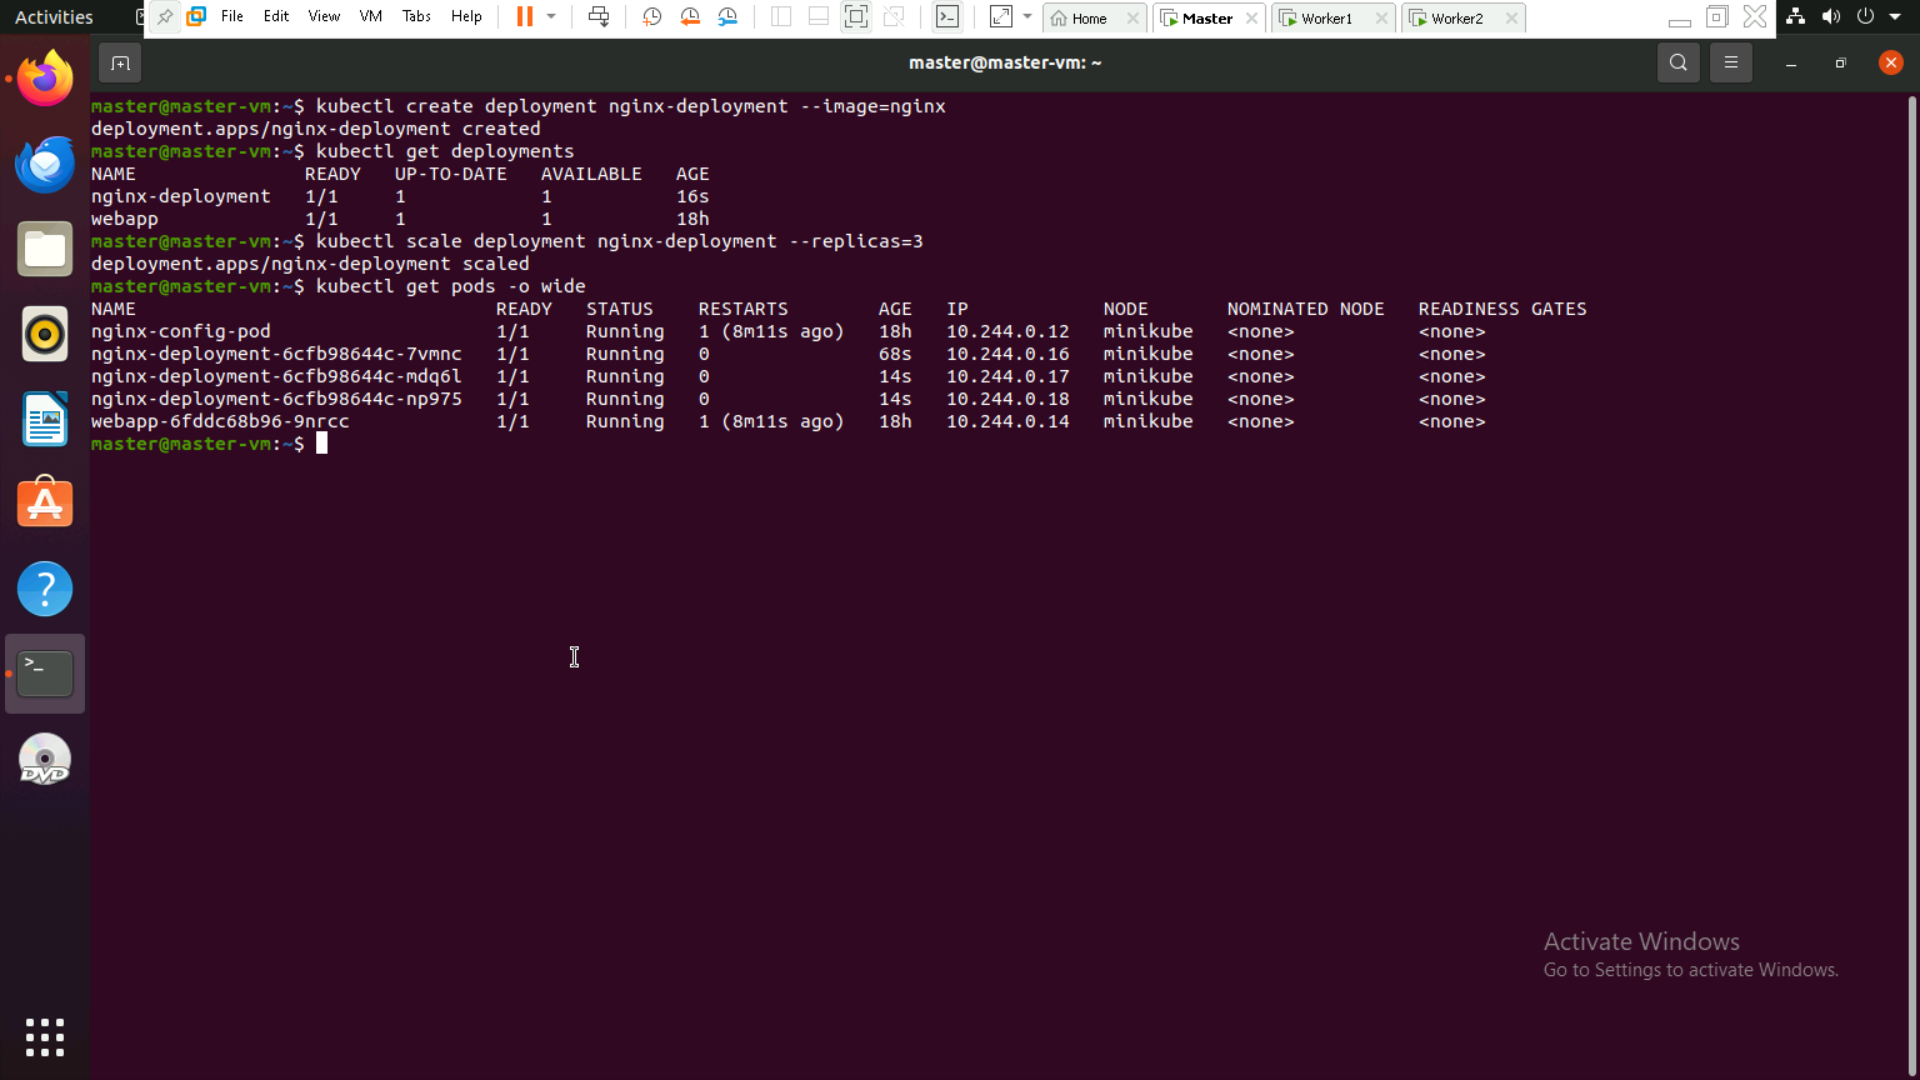 Activities File Edit View VM Tabs Help Home Master Worker1 Worker2
master@master-vm: ~
master@master-vm:~$ kubectl create deployment nginx-deployment --image=nginx
deployment.apps/nginx-deployment created
master@master-vm:~$ kubectl get deployments
NAME READY UP-TO-DATE AVAILABLE AGE
nginx-deployment 1/1 1 1 16s
webapp 1/1 1 1 18h
master@master-vm:~$ kubectl scale deployment nginx-deployment --replicas=3
deployment.apps/nginx-deployment scaled
master@master-vm:~$ kubectl get pods -o wide
NAME READY STATUS RESTARTS AGE IP NODE NOMINATED NODE READINESS GATES
nginx-config-pod 1/1 Running 1 (8m11s ago) 18h 10.244.0.12 minikube <none> <none>
nginx-deployment-6cfb98644c-7vmnc 1/1 Running 0 68s 10.244.0.16 minikube <none> <none>
nginx-deployment-6cfb98644c-mdq6l 1/1 Running 0 14s 10.244.0.17 minikube <none> <none>
nginx-deployment-6cfb98644c-np975 1/1 Running 0 14s 10.244.0.18 minikube <none> <none>
webapp-6fddc68b96-9nrcc 1/1 Running 1 (8m11s ago) 18h 10.244.0.14 minikube <none> <none>
master@master-vm:~$
>_
DVD
Activate Windows
Go to Settings to activate Windows.